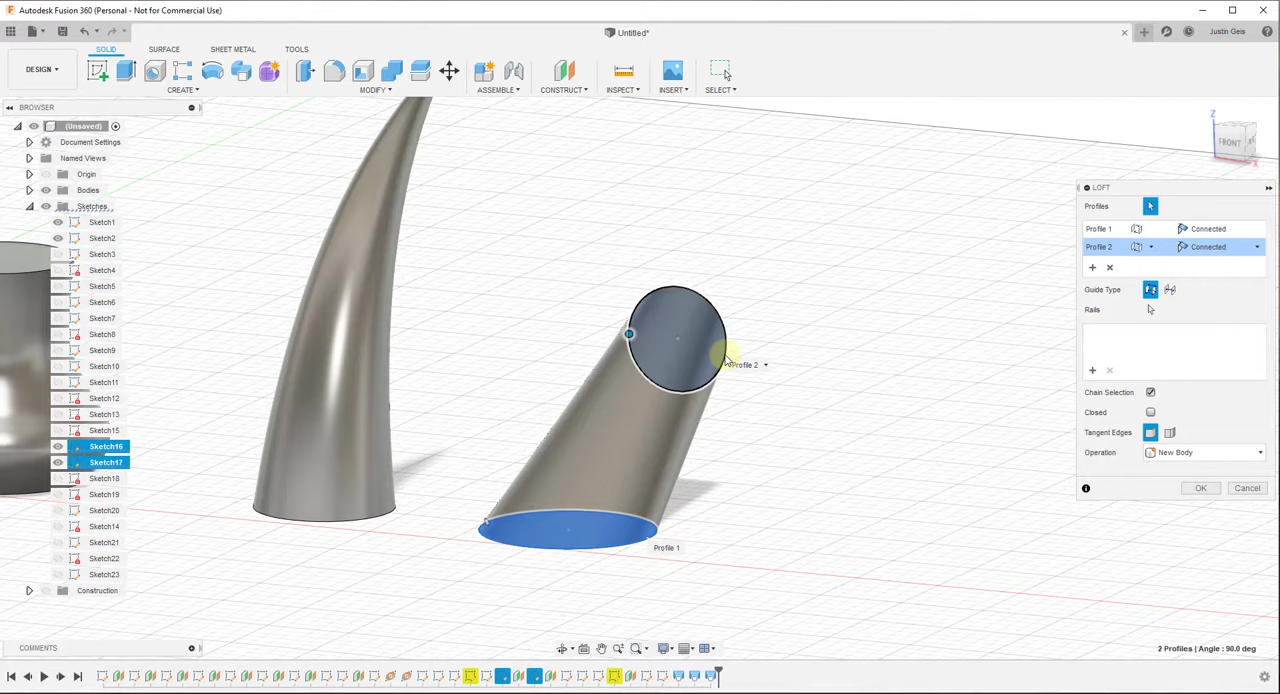 Autodesk Fusion 360 (Personal - Not for Commercial Use)
Untitled*
Justin Geis
SOLID SURFACE SHEET METAL TOOLS
DESIGN
CREATE MODIFY ASSEMBLE CONSTRUCT INSPECT INSERT SELECT
BROWSER
(Unsaved)
Document Settings
Named Views
Origin
Bodies
Sketches
Sketch1
Sketch2
Sketch3
Sketch4
Sketch5
Sketch6
Sketch7
Sketch8
Sketch9
Sketch10
Sketch11
Sketch12
Sketch13
Sketch15
Sketch16
Sketch17
Sketch18
Sketch19
Sketch20
Sketch14
Sketch21
Sketch22
Sketch23
Construction
Z
FRONT
X
Profile 2
Profile 1
LOFT
Profiles
Profile 1 Connected
Profile 2 Connected
Guide Type
Rails
Chain Selection
Closed
Tangent Edges
Operation New Body
OK Cancel
COMMENTS
2 Profiles | Angle : 90.0 deg